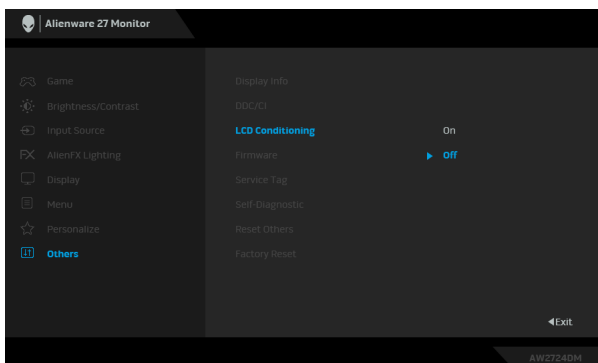 Alienware 27 Monitor
Game
Brightness/Contrast
Input Source
AlienFX Lighting
Display
Menu
Personalize
Others
Display Info
DDC/CI
LCD Conditioning
On
Firmware
Off
Service Tag
Self-Diagnostic
Reset Others
Factory Reset
Exit
AW2724DM